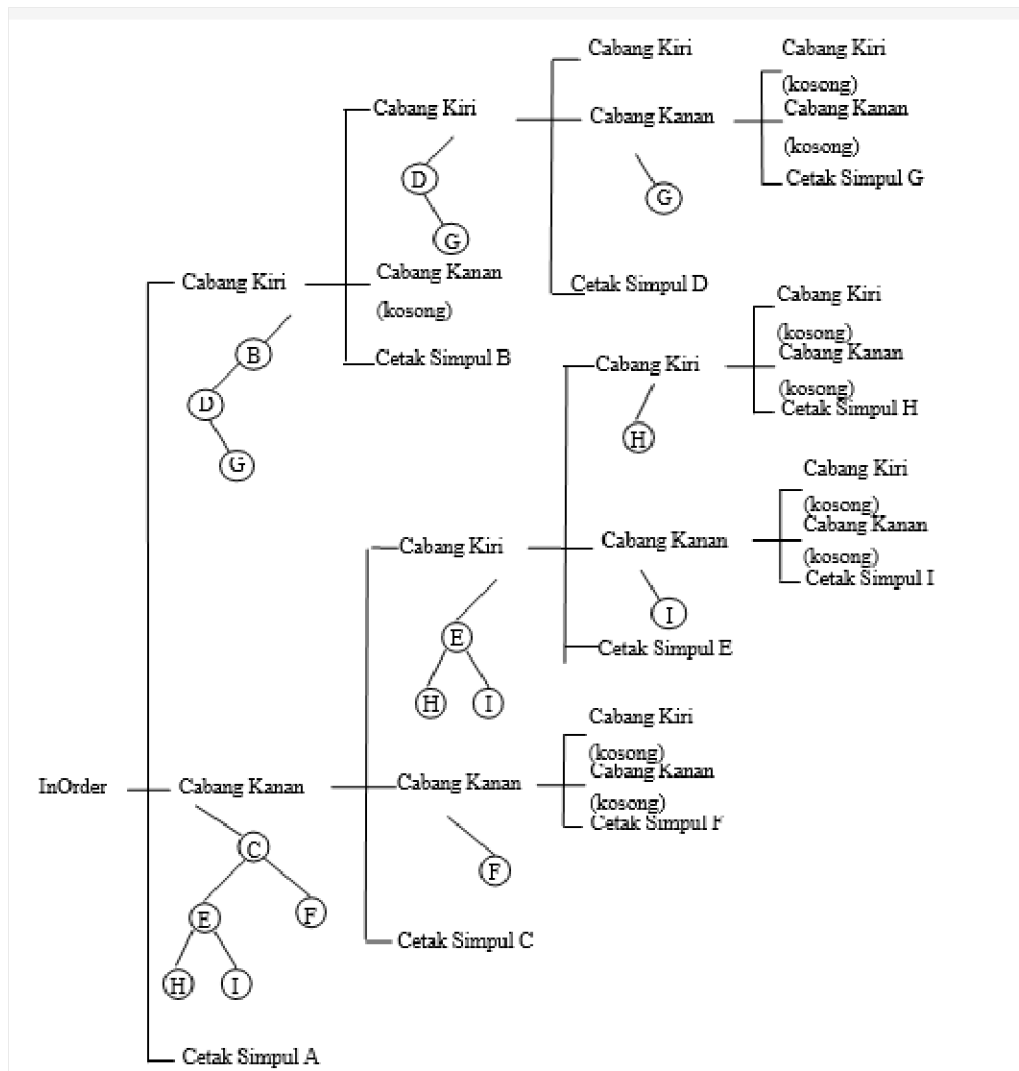 Cabang Kiri
Cabang Kiri
(kosong)
Cabang Kiri
Cabang Kanan
Cabang Kanan
(kosong)
D
G
Cetak Simpul G
G
Cabang Kiri
Cabang Kanan
(kosong)
Cetak Simpul D
Cabang Kiri
(kosong)
B
Cetak Simpul B
Cabang Kiri
Cabang Kanan
(kosong)
D
Cetak Simpul H
H
G
Cabang Kiri
(kosong)
Cabang Kiri
Cabang Kanan
Cabang Kanan
(kosong)
Cetak Simpul I
I
E
Cetak Simpul E
H
I
Cabang Kiri
(kosong)
InOrder
Cabang Kanan
Cabang Kanan
Cabang Kanan
(kosong)
Cetak Simpul F
C
F
E
F
Cetak Simpul C
H
I
Cetak Simpul A